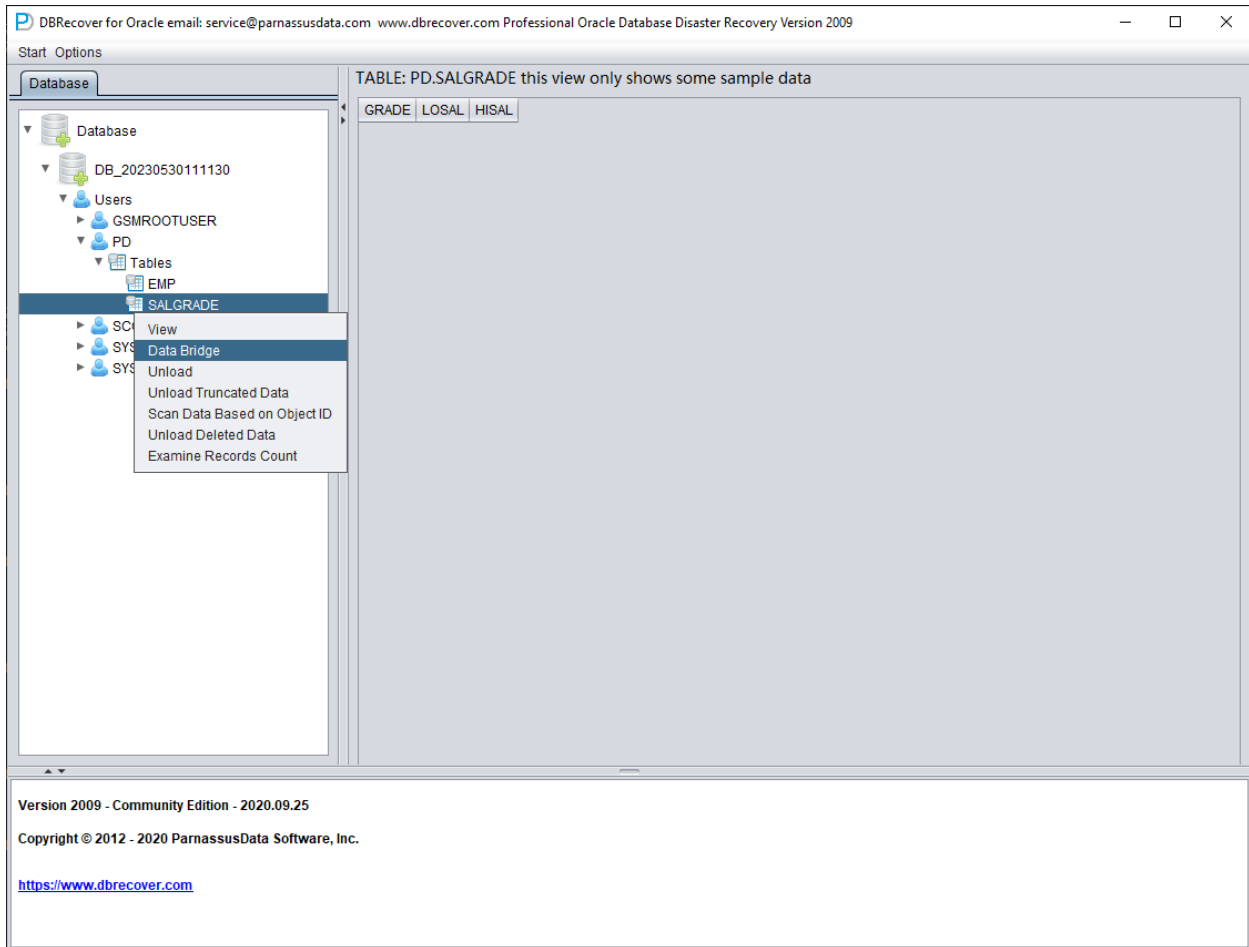 DBRecover for Oracle email: service@parnassusdata.com www.dbrecover.com Professional Oracle Database Disaster Recovery Version 2009
Start Options
Database
TABLE: PD.SALGRADE this view only shows some sample data
GRADE LOSAL HISAL
Database
DB_20230530111130
Users
GSMROOTUSER
PD
Tables
EMP
SALGRADE
SC
SYS
SYS
View
Data Bridge
Unload
Unload Truncated Data
Scan Data Based on Object ID
Unload Deleted Data
Examine Records Count
Version 2009 - Community Edition - 2020.09.25
Copyright © 2012 - 2020 ParnassusData Software, Inc.
https://www.dbrecover.com